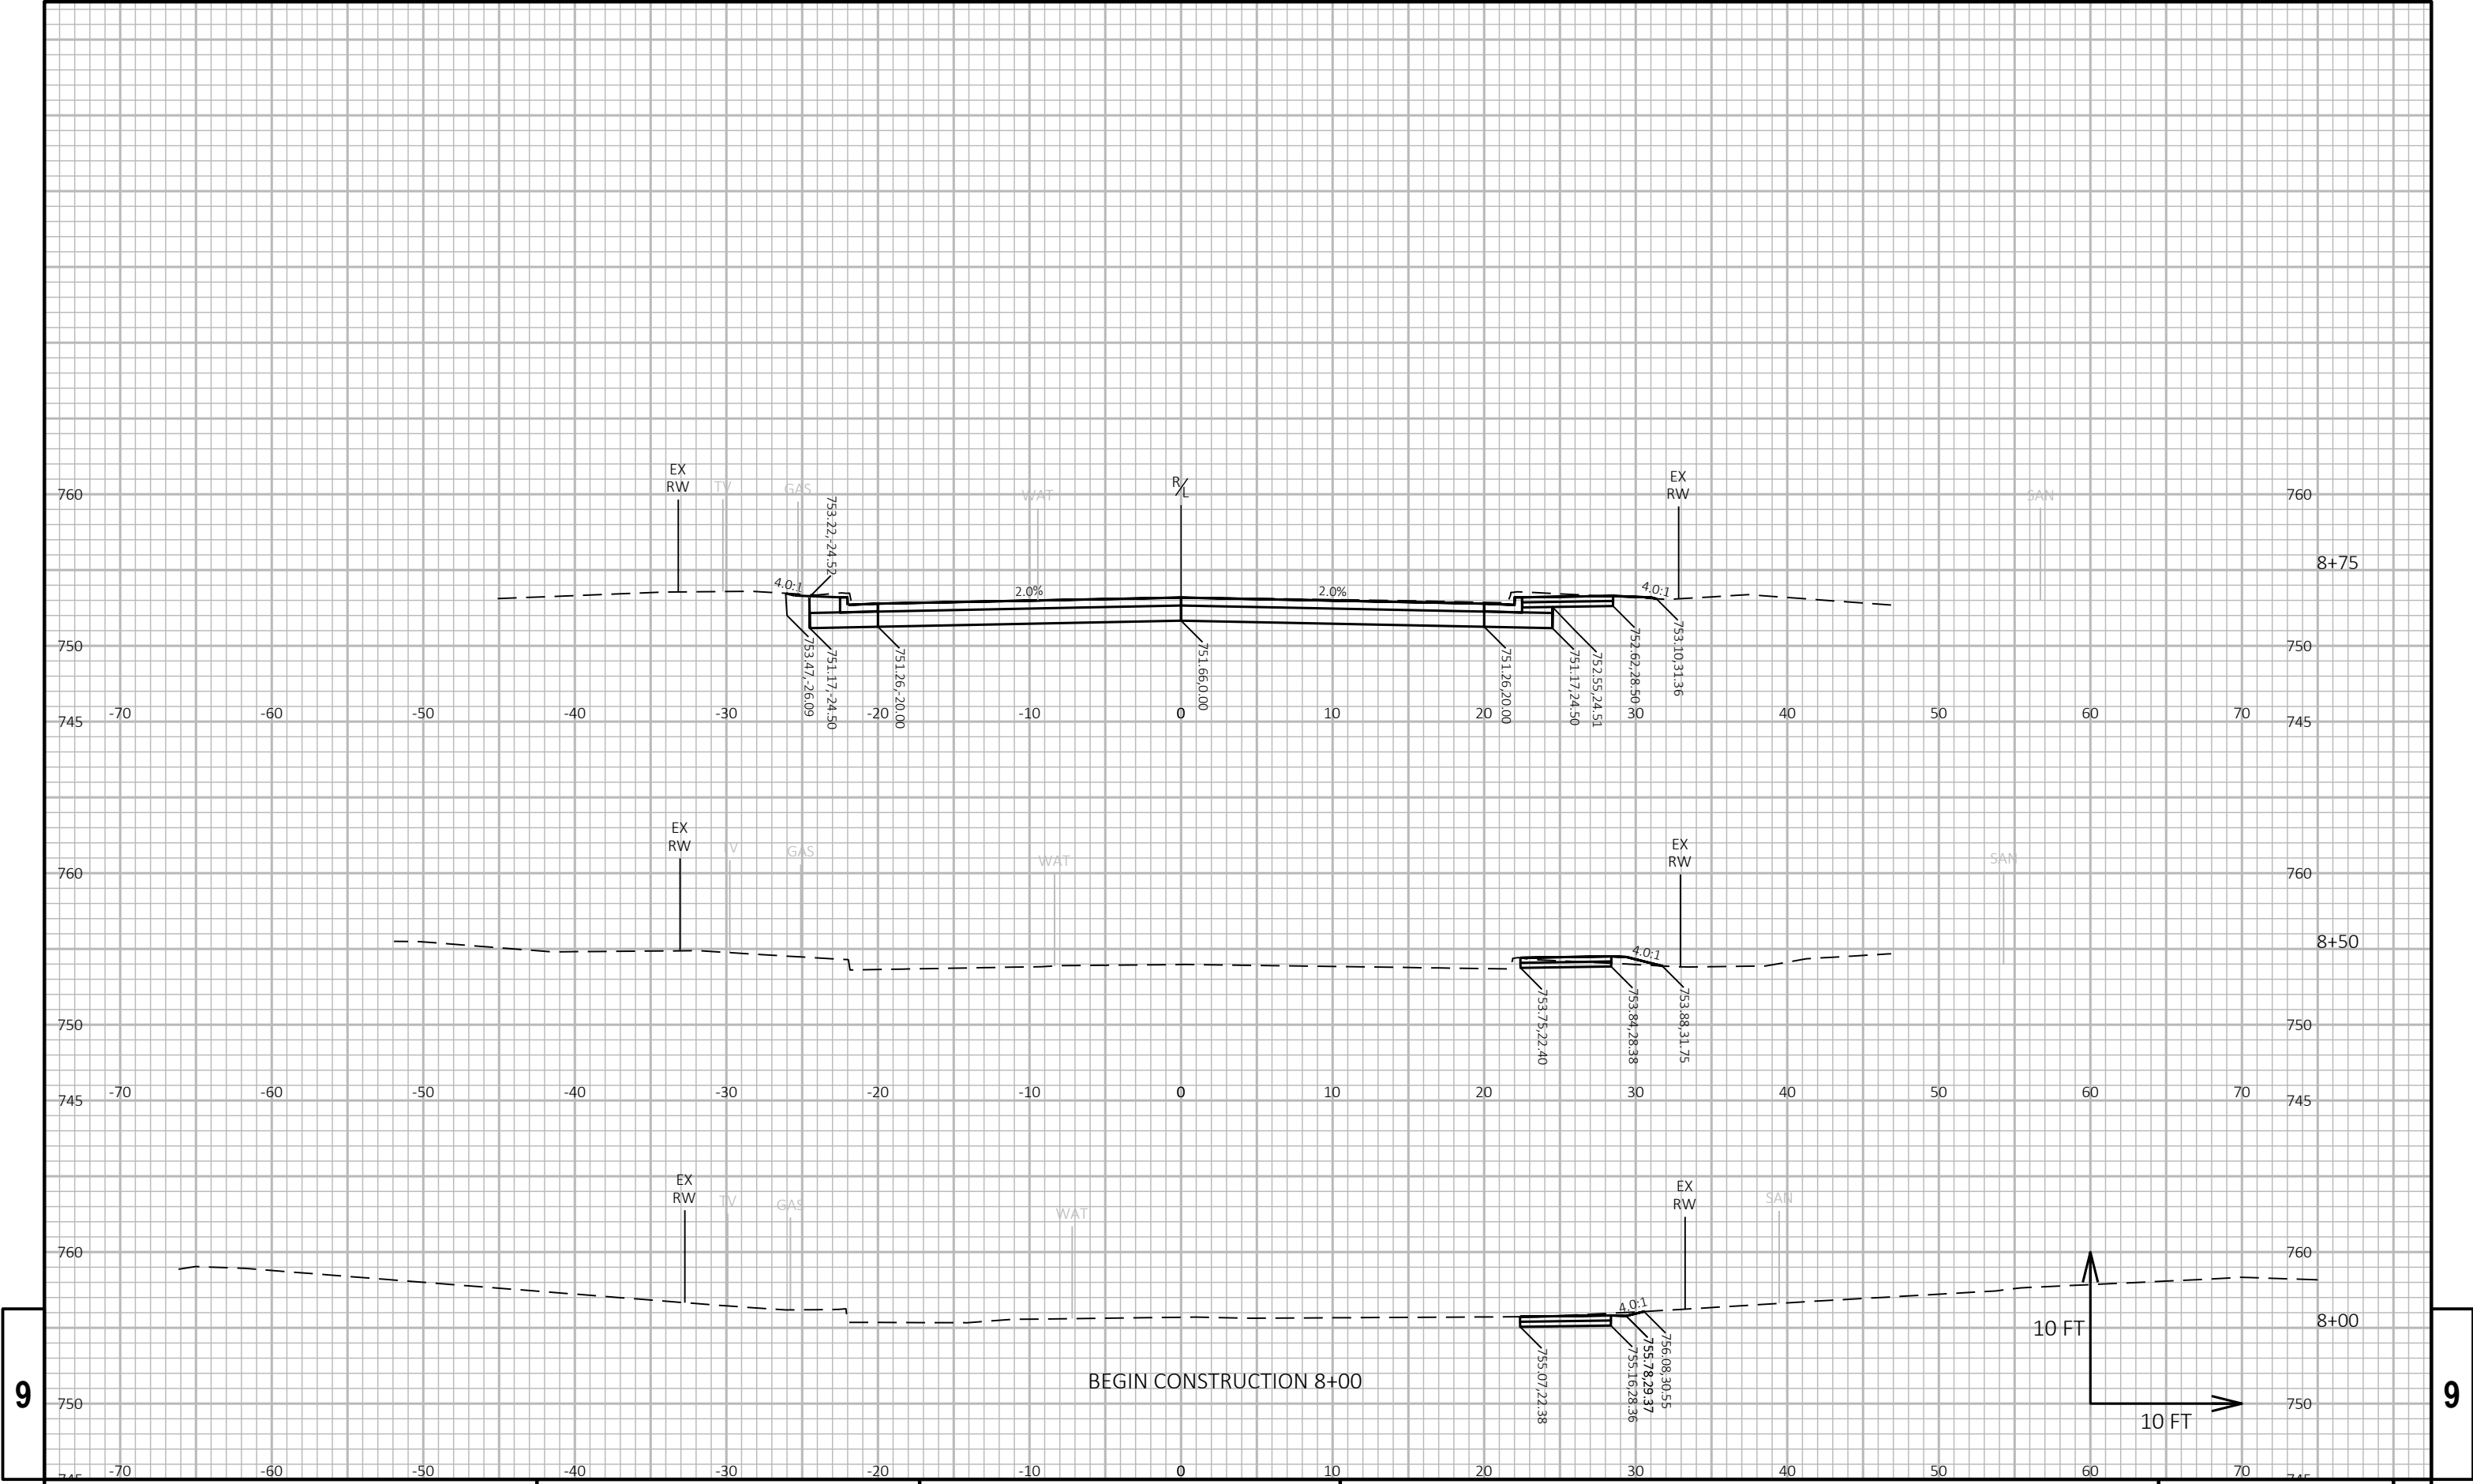 EX
RW
TV
GAS
753.22,-24.52
WAT
R/L
EX
RW
SAN
760
760
8+75
4.0:1
2.0%
2.0%
4.0:1
750
750
753.47,-26.09
751.17,-24.50
751.26,-20.00
751.66,0.00
751.26,20.00
751.17,24.50
752.55,24.51
752.62,28.50
753.10,31.36
745 -70 -60 -50 -40 -30 -20 -10 0 10 20 30 40 50 60 70 745
EX
RW
TV
GAS
WAT
EX
RW
SAN
760
760
8+50
4.0:1
753.75,22.40
753.84,28.38
753.88,31.75
750
750
745 -70 -60 -50 -40 -30 -20 -10 0 10 20 30 40 50 60 70 745
EX
RW
TV
GAS
WAT
EX
RW
SAN
760
760
4.0:1
8+00
10 FT
755.07,22.38
755.16,28.36
755.78,29.37
756.08,30.55
BEGIN CONSTRUCTION 8+00
9
9
750
750
10 FT
745 -70 -60 -50 -40 -30 -20 -10 0 10 20 30 40 50 60 70 745